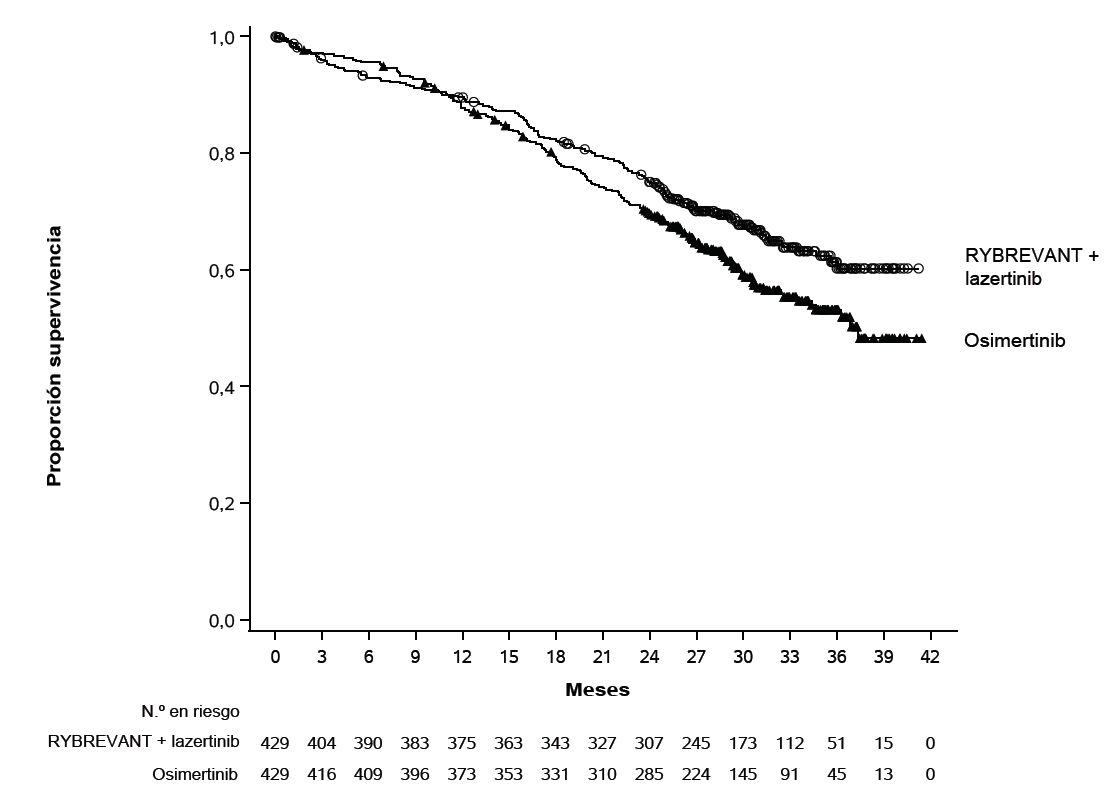 1,0
0,8
0,6
0,4
0,2
0,0
Proporción supervivencia
RYBREVANT +
lazertinib
Osimertinib
0 3 6 9 12 15 18 21 24 27 30 33 36 39 42
Meses
N.º en riesgo
RYBREVANT + lazertinib 429 404 390 383 375 363 343 327 307 245 173 112 51 15 0
Osimertinib 429 416 409 396 373 353 331 310 285 224 145 91 45 13 0